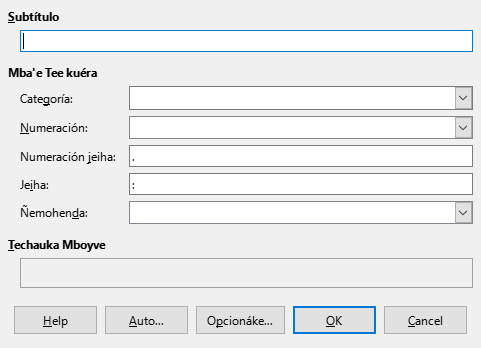 Subtítulo
Mba'e Tee kuéra
Categoría:
Numeración:
Numeración jeiha: .
Jeiha: :
Ñemohenda:
Techauka Mboyve
Help Auto... Opcionáke... OK Cancel